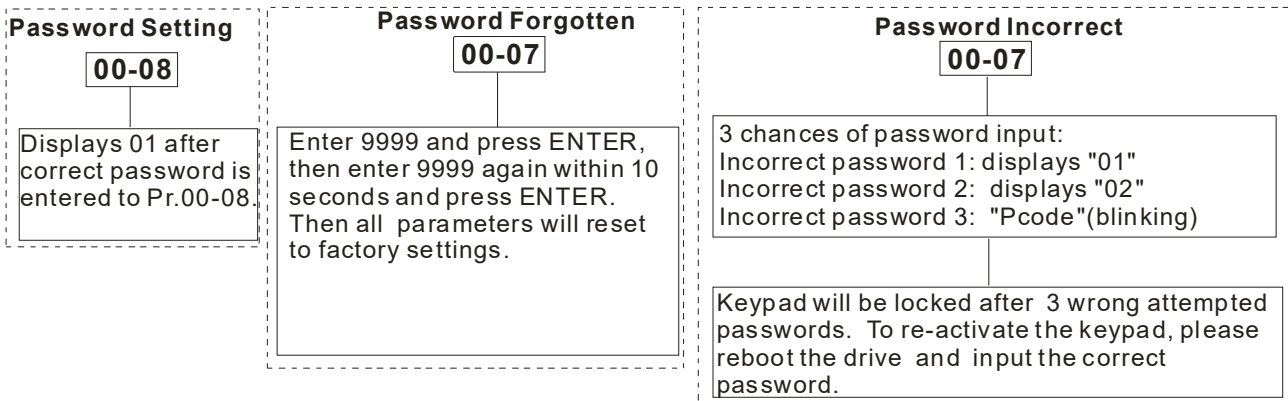 Password Setting
00-08
Displays 01 after
correct password is
entered to Pr.00-08.
Password Forgotten
00-07
Enter 9999 and press ENTER,
then enter 9999 again within 10
seconds and press ENTER.
Then all parameters will reset
to factory settings.
Password Incorrect
00-07
3 chances of password input:
Incorrect password 1: displays "01"
Incorrect password 2: displays "02"
Incorrect password 3: "Pcode"(blinking)
Keypad will be locked after 3 wrong attempted
passwords. To re-activate the keypad, please
reboot the drive and input the correct
password.